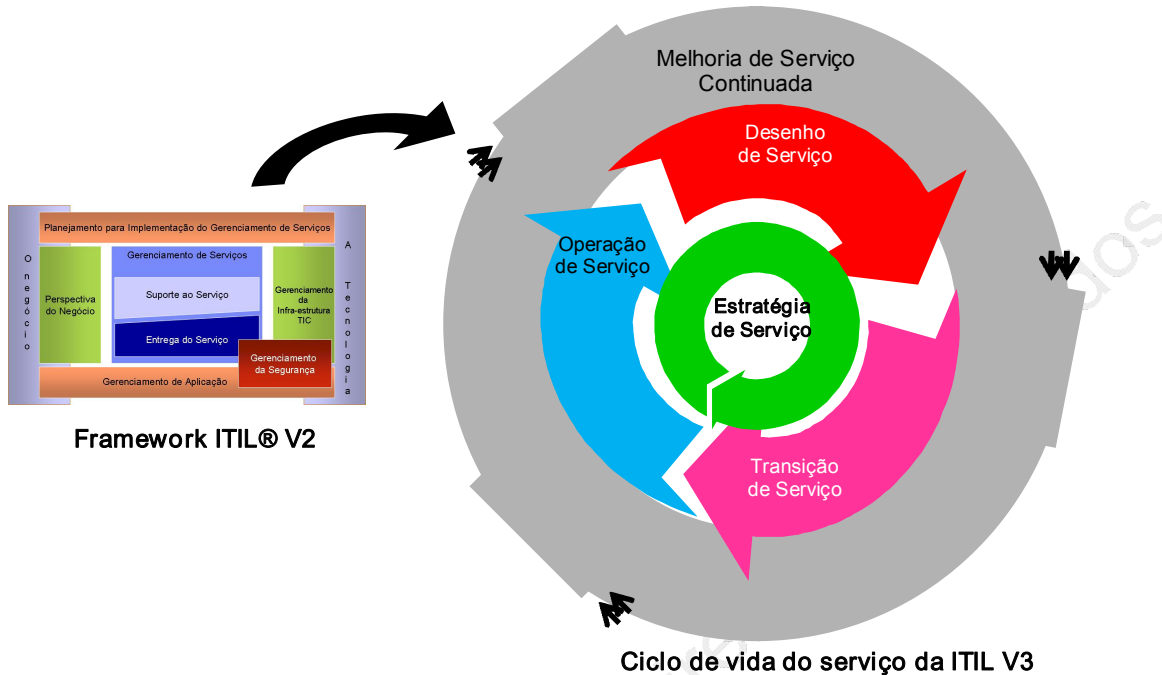 Melhoria de Serviço
Continuada
Desenho
de Serviço
Operação
de Serviço
Estratégia
de Serviço
Transição
de Serviço
Planejamento para Implementação do Gerenciamento de Serviços
O negócio
A Tecnologia
Perspectiva
do Negócio
Gerenciamento de Serviços
Suporte ao Serviço
Entrega do Serviço
Gerenciamento
da
Infra-estrutura
TIC
Gerenciamento
da Segurança
Gerenciamento de Aplicação
Framework ITIL® V2
Ciclo de vida do serviço da ITIL V3